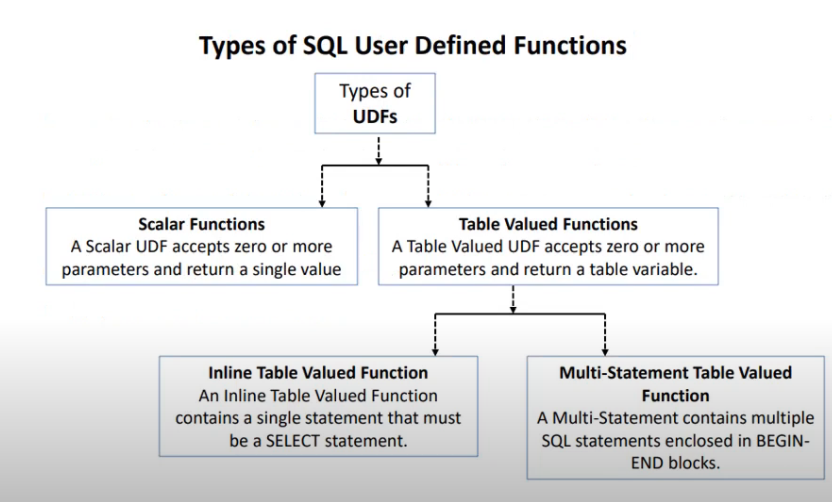 Types of SQL User Defined Functions
Types of
UDFs
Scalar Functions
A Scalar UDF accepts zero or more
parameters and return a single value
Table Valued Functions
A Table Valued UDF accepts zero or more
parameters and return a table variable.
Inline Table Valued Function
An Inline Table Valued Function
contains a single statement that must
be a SELECT statement.
Multi-Statement Table Valued
Function
A Multi-Statement contains multiple
SQL statements enclosed in BEGIN-
END blocks.